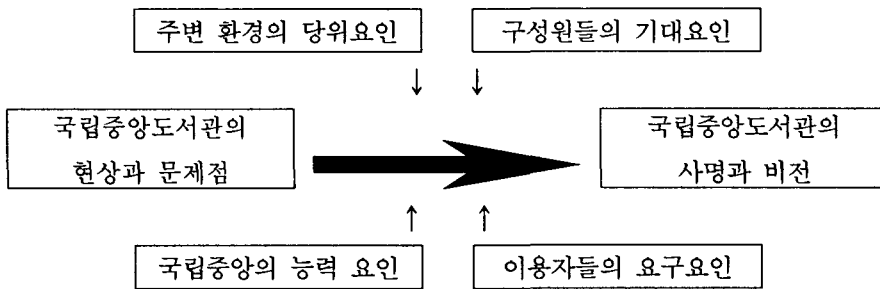 주변 환경의 당위요인
구성원들의 기대요인
국립중앙도서관의
현상과 문제점
국립중앙도서관의
사명과 비전
국립중앙의 능력 요인
이용자들의 요구요인